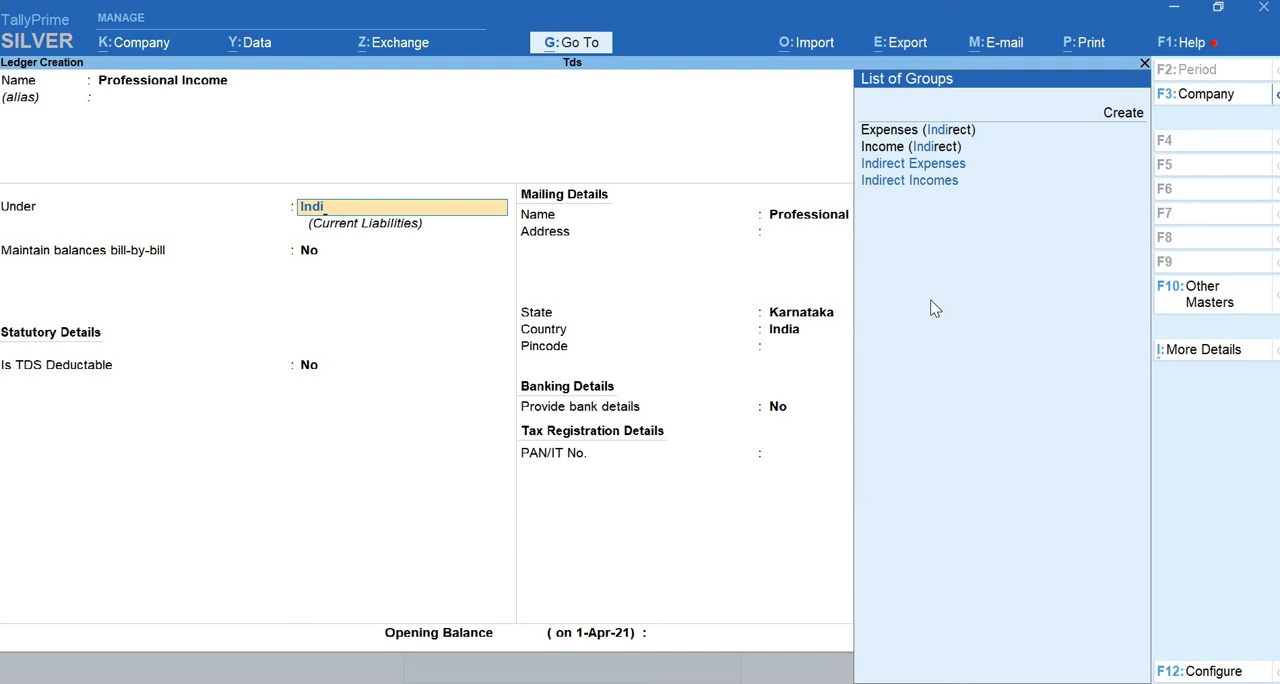 TallyPrime
MANAGE
SILVER
K:Company
Y:Data
Z:Exchange
G:Go To
O:Import
E:Export
M:E-mail
P:Print
F1:Help
Ledger Creation
Tds
Name : Professional Income
(alias) :
Under : Indi
(Current Liabilities)
Maintain balances bill-by-bill : No
Statutory Details
Is TDS Deductable : No
Mailing Details
Name : Professional
Address :
State : Karnataka
Country : India
Pincode :
Banking Details
Provide bank details : No
Tax Registration Details
PAN/IT No. :
Opening Balance ( on 1-Apr-21) :
List of Groups
Create
Expenses (Indirect)
Income (Indirect)
Indirect Expenses
Indirect Incomes
F2:Period
F3:Company
F4
F5
F6
F7
F8
F9
F10:Other
Masters
I:More Details
F12:Configure